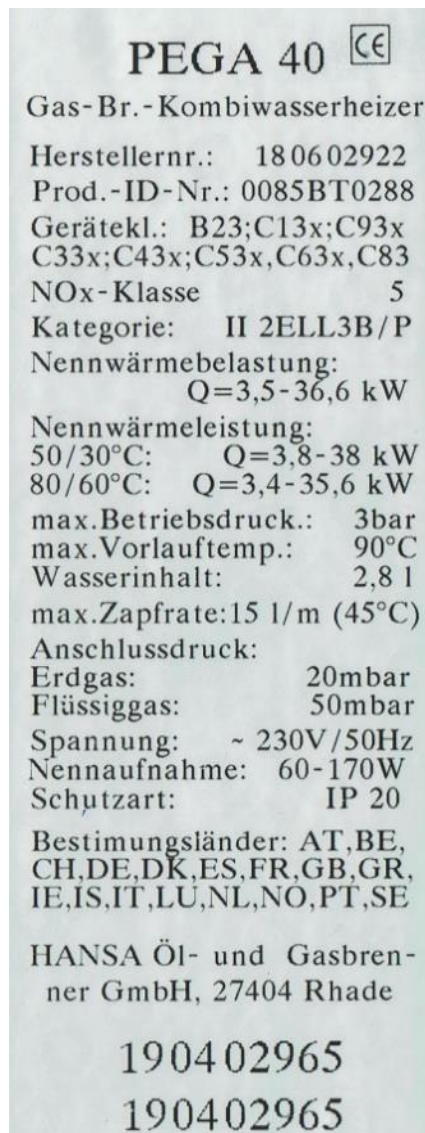 PEGA 40 CE
Gas-Br.-Kombiwasserheizer
Herstellernr.: 180602922
Prod.-ID-Nr.: 0085BT0288
Gerätekl.: B23;C13x;C93x
C33x;C43x;C53x,C63x,C83
NOx-Klasse 5
Kategorie: II 2ELL3B/P
Nennwärmebelastung:
Q=3,5-36,6 kW
Nennwärmeleistung:
50/30°C: Q=3,8-38 kW
80/60°C: Q=3,4-35,6 kW
max.Betriebsdruck.: 3bar
max.Vorlauftemp.: 90°C
Wasserinhalt: 2,8 l
max.Zapfrate:15 l/m (45°C)
Anschlussdruck:
Erdgas: 20mbar
Flüssiggas: 50mbar
Spannung: ~ 230V/50Hz
Nennaufnahme: 60-170W
Schutzart: IP 20
Bestimungsländer: AT,BE,
CH,DE,DK,ES,FR,GB,GR,
IE,IS,IT,LU,NL,NO,PT,SE
HANSA Öl- und Gasbren-
ner GmbH, 27404 Rhade
190402965
190402965